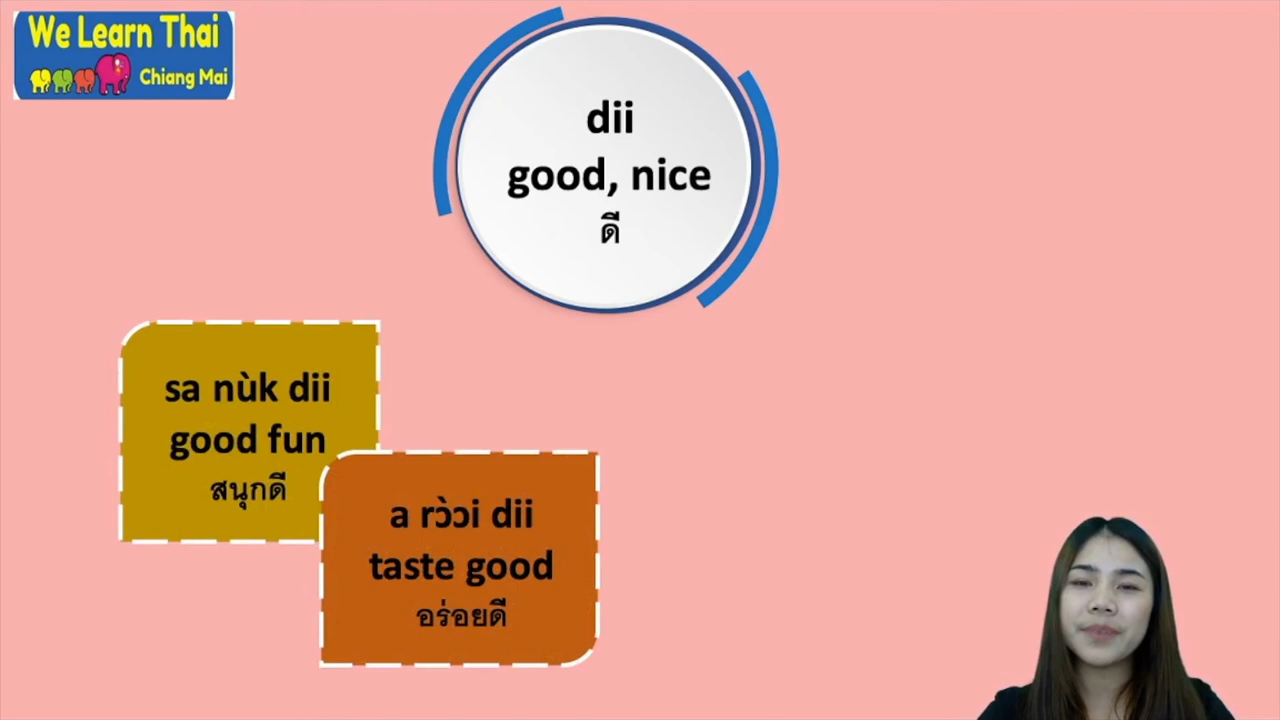 We Learn Thai
Chiang Mai
dii
good, nice
ดี
sa nùk dii
good fun
สนุกดี
a rɔ̀ɔi dii
taste good
อร่อยดี